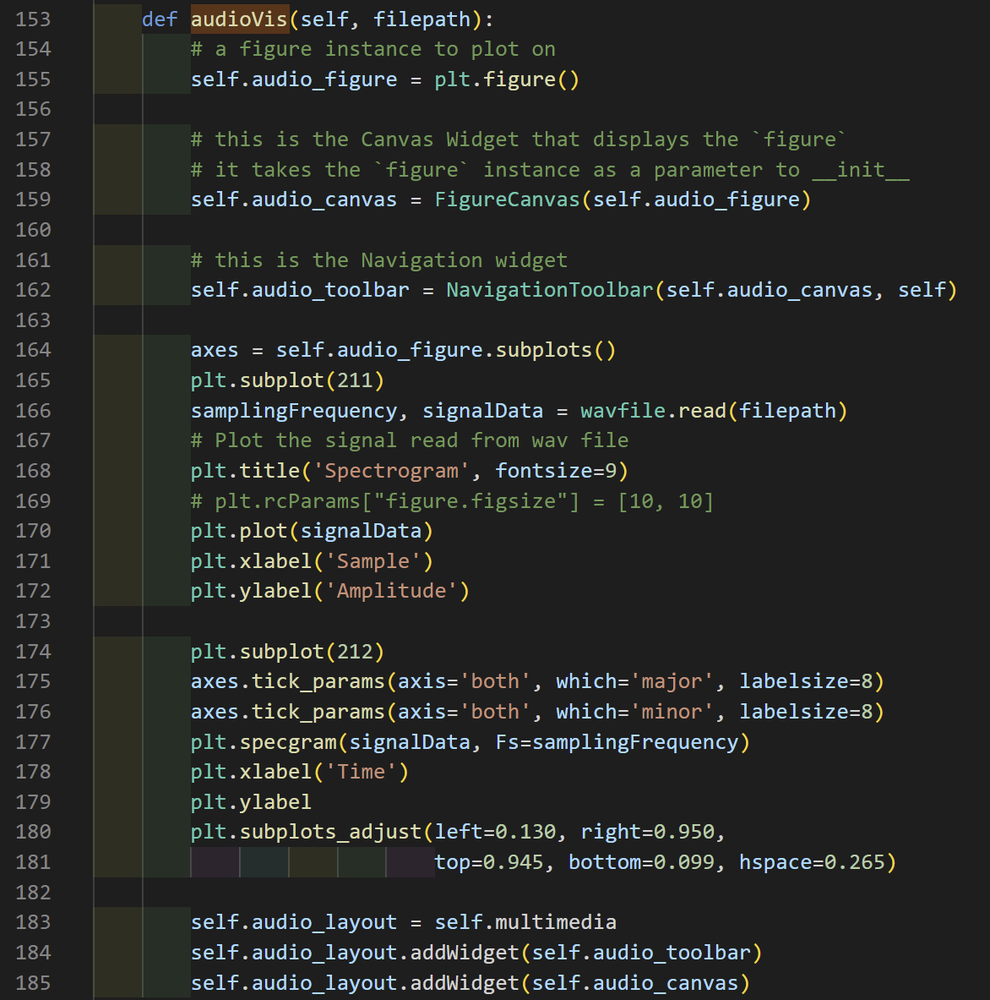 153 def audioVis(self, filepath):
154 # a figure instance to plot on
155 self.audio_figure = plt.figure()
156
157 # this is the Canvas Widget that displays the `figure`
158 # it takes the `figure` instance as a parameter to __init__
159 self.audio_canvas = FigureCanvas(self.audio_figure)
160
161 # this is the Navigation widget
162 self.audio_toolbar = NavigationToolbar(self.audio_canvas, self)
163
164 axes = self.audio_figure.subplots()
165 plt.subplot(211)
166 samplingFrequency, signalData = wavfile.read(filepath)
167 # Plot the signal read from wav file
168 plt.title('Spectrogram', fontsize=9)
169 # plt.rcParams["figure.figsize"] = [10, 10]
170 plt.plot(signalData)
171 plt.xlabel('Sample')
172 plt.ylabel('Amplitude')
173
174 plt.subplot(212)
175 axes.tick_params(axis='both', which='major', labelsize=8)
176 axes.tick_params(axis='both', which='minor', labelsize=8)
177 plt.specgram(signalData, Fs=samplingFrequency)
178 plt.xlabel('Time')
179 plt.ylabel
180 plt.subplots_adjust(left=0.130, right=0.950,
181 top=0.945, bottom=0.099, hspace=0.265)
182
183 self.audio_layout = self.multimedia
184 self.audio_layout.addWidget(self.audio_toolbar)
185 self.audio_layout.addWidget(self.audio_canvas)